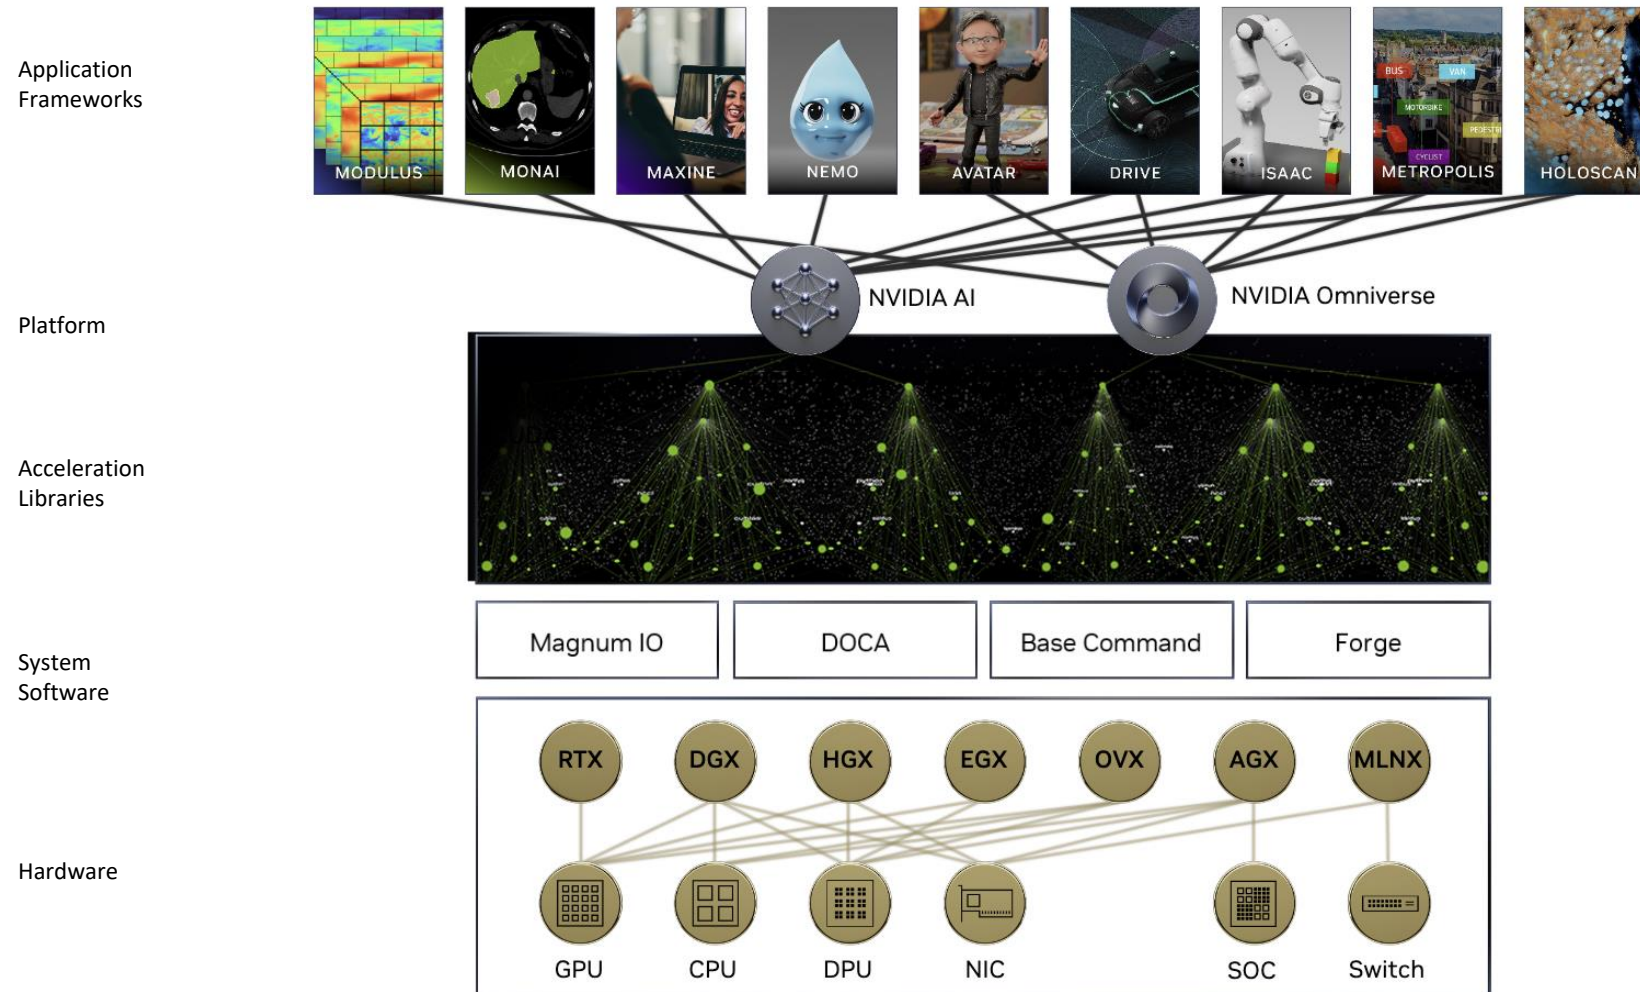 Application
Frameworks
MODULUS
MONAI
MAXINE
NEMO
AVATAR
DRIVE
ISAAC
BUS
VAN
MOTORBIKE
CYCLIST
METROPOLIS
HOLOSCAN
NVIDIA AI
NVIDIA Omniverse
Platform
Acceleration
Libraries
System
Software
Magnum IO
DOCA
Base Command
Forge
RTX
DGX
HGX
EGX
OVX
AGX
MLNX
Hardware
GPU
CPU
DPU
NIC
SOC
Switch